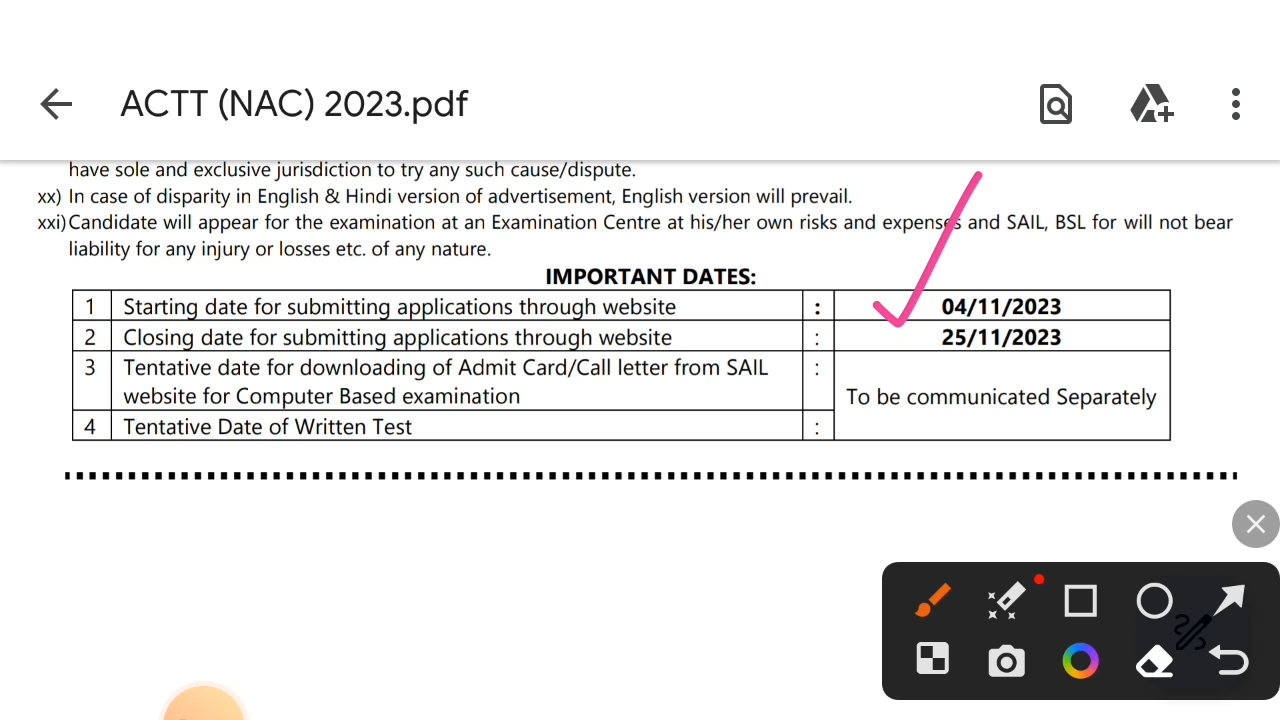 ACTT (NAC) 2023.pdf
have sole and exclusive jurisdiction to try any such cause/dispute.
xx) In case of disparity in English & Hindi version of advertisement, English version will prevail.
xxi) Candidate will appear for the examination at an Examination Centre at his/her own risks and expenses and SAIL, BSL for will not bear
liability for any injury or losses etc. of any nature.
IMPORTANT DATES:
1 Starting date for submitting applications through website : 04/11/2023
2 Closing date for submitting applications through website : 25/11/2023
3 Tentative date for downloading of Admit Card/Call letter from SAIL :
website for Computer Based examination
To be communicated Separately
4 Tentative Date of Written Test :